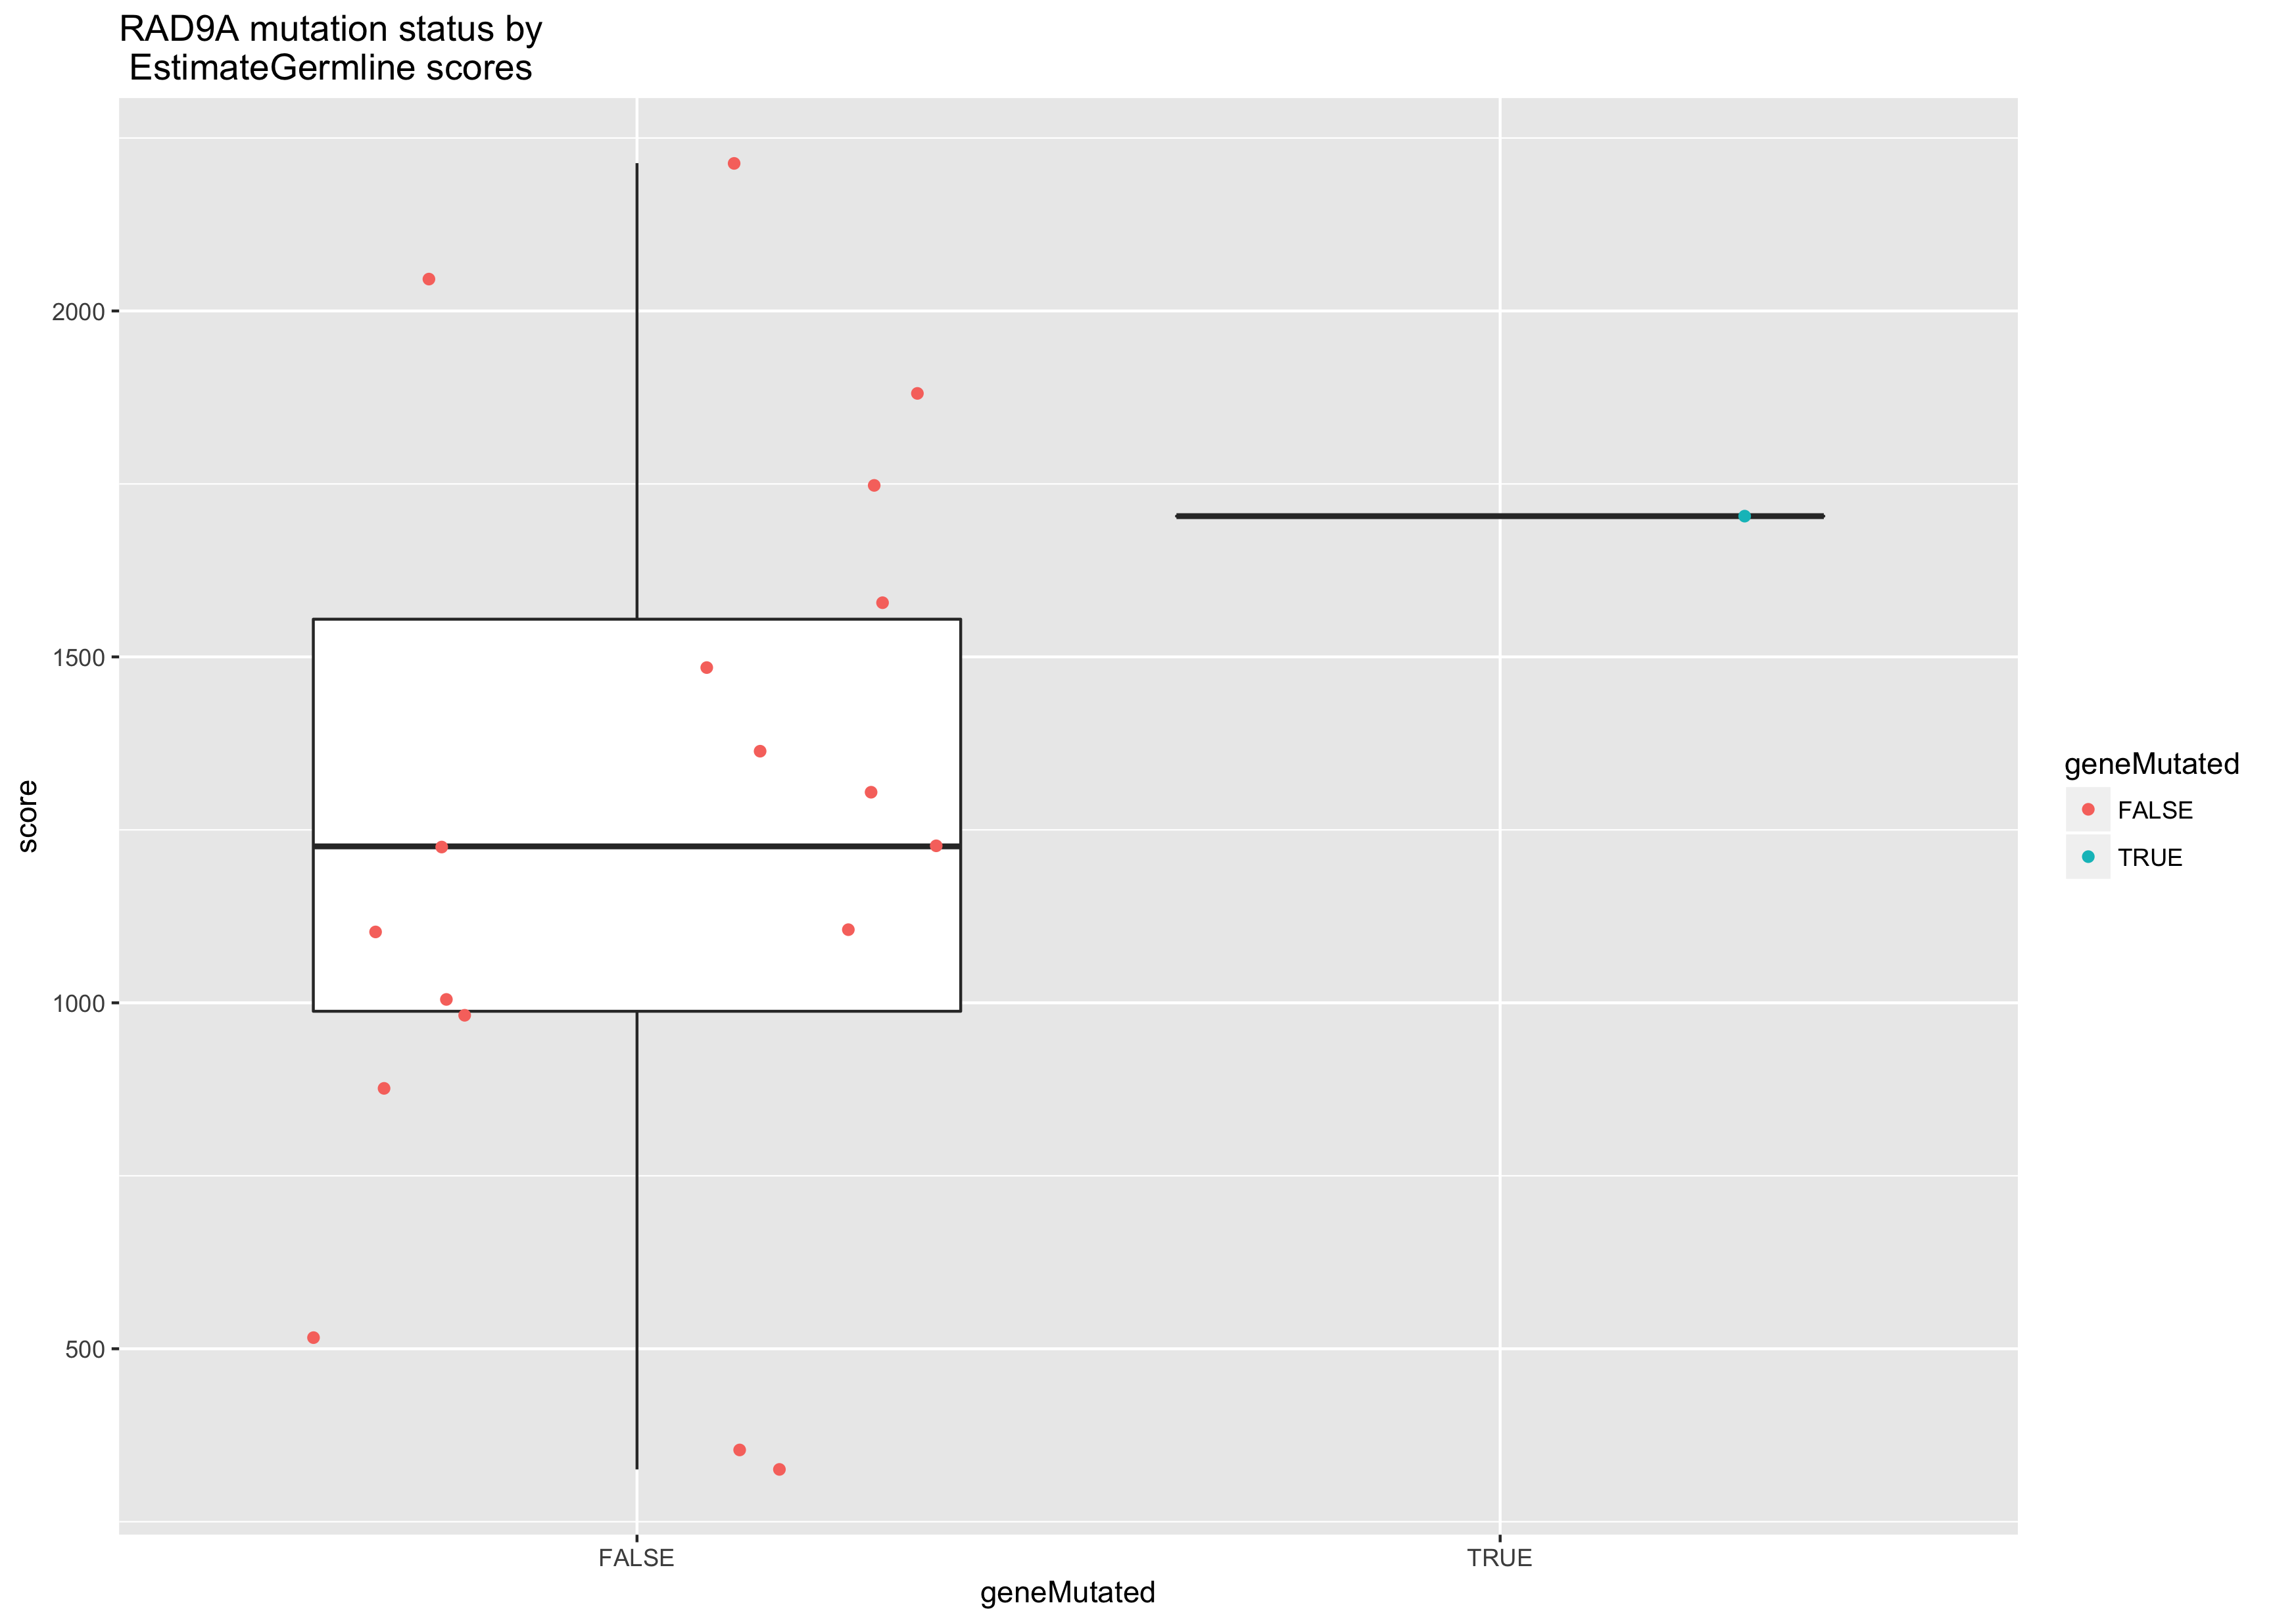 RAD9A mutation status by
EstimateGermline scores
2000
1500
1000
500
score
FALSE
TRUE
geneMutated
geneMutated
FALSE
TRUE